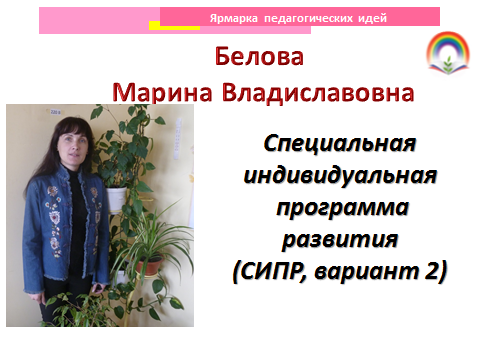 Ярмарка педагогических идей
Белова
Марина Владиславовна
Специальная
индивидуальная
программа
развития
(СИПР, вариант 2)